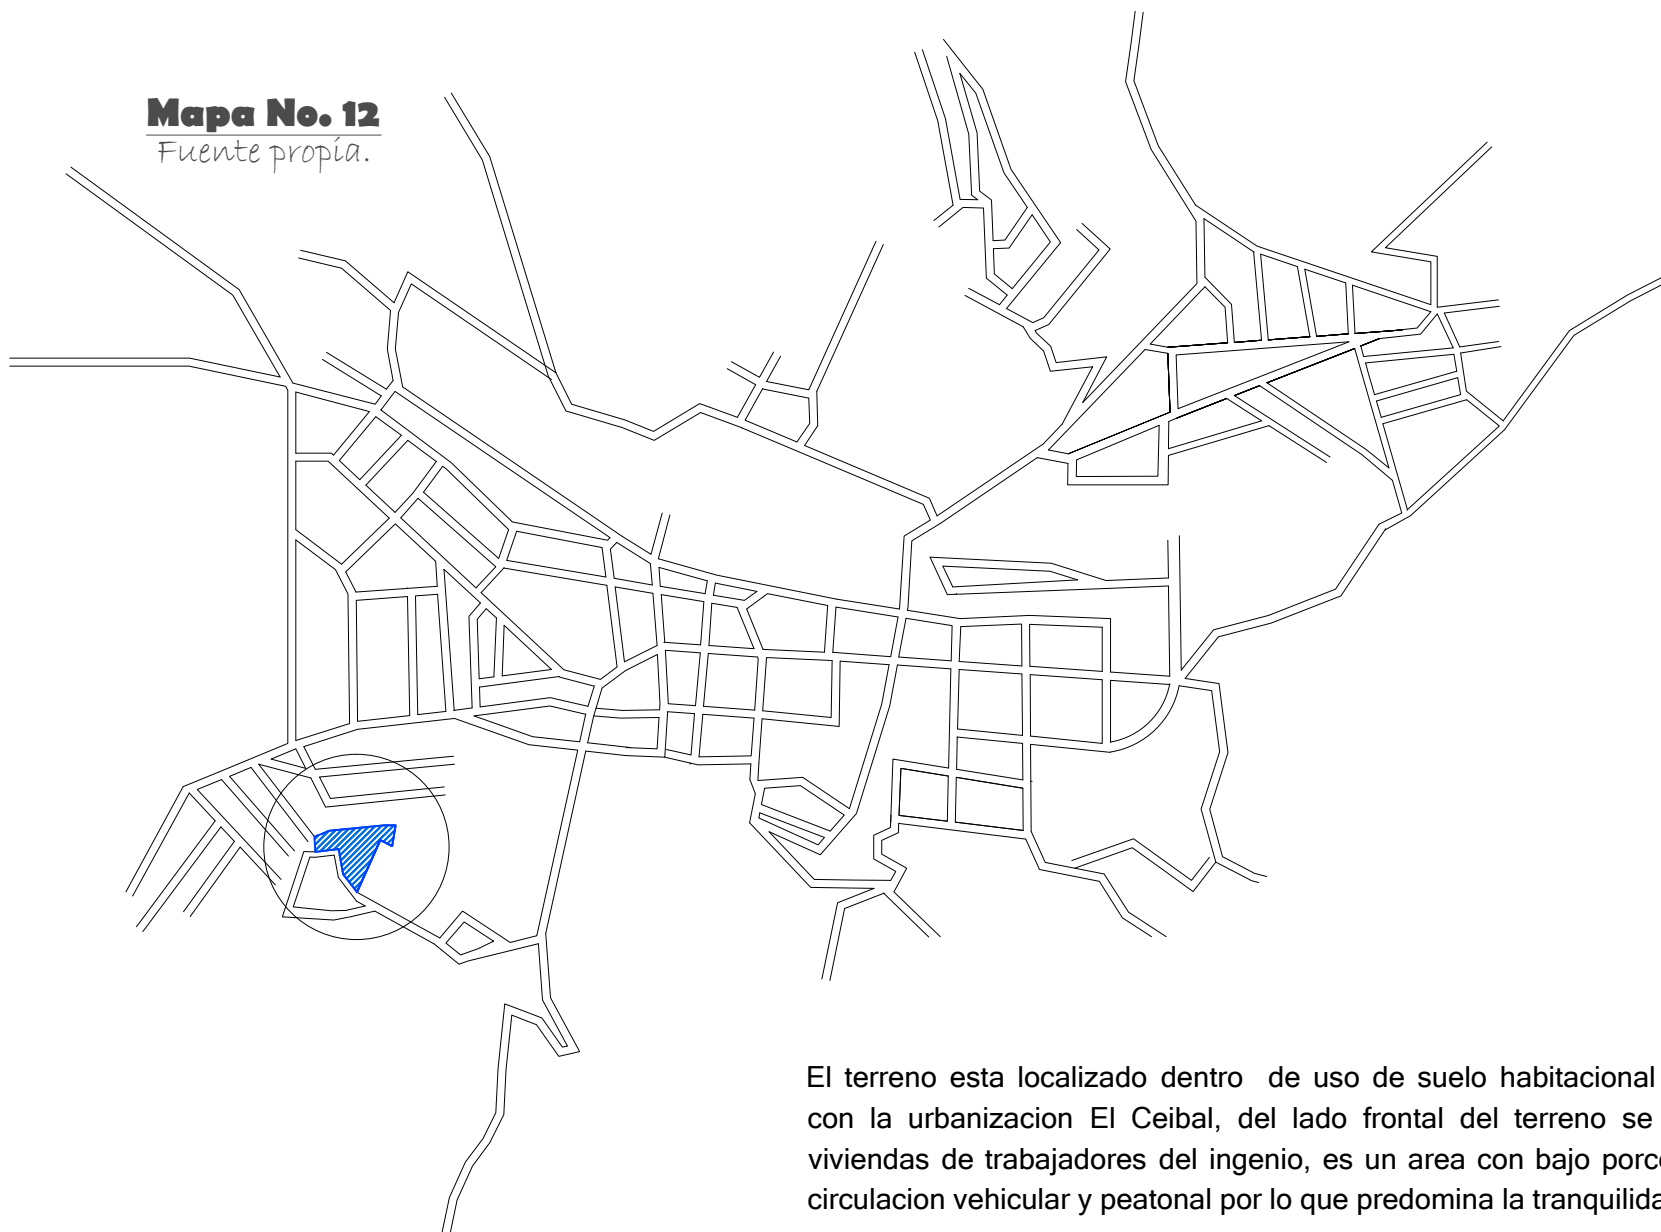 Mapa No. 12
Fuente propia.
El terreno esta localizado dentro de uso de suelo habitacional
con la urbanizacion El Ceibal, del lado frontal del terreno se
viviendas de trabajadores del ingenio, es un area con bajo
circulacion vehicular y peatonal por lo que predomina la